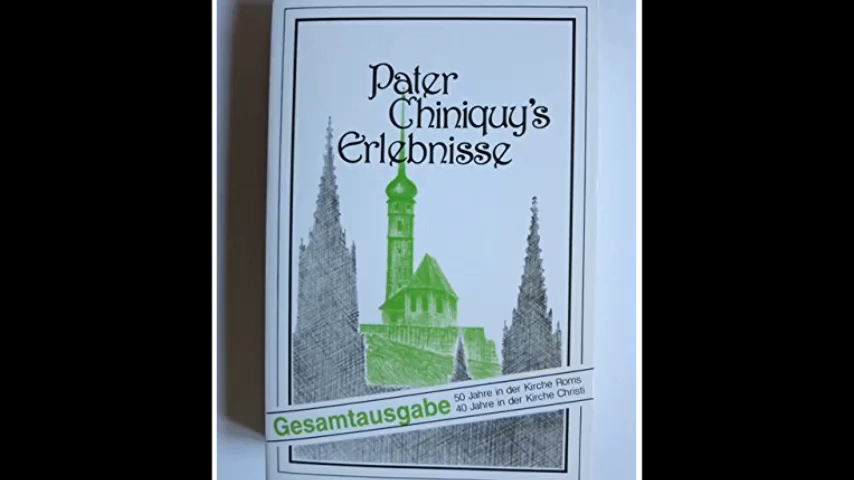 Pater
Chiniquy's
Erlebnisse
Gesamtausgabe
50 Jahre in der Kirche Roms
40 Jahre in der Kirche Christi